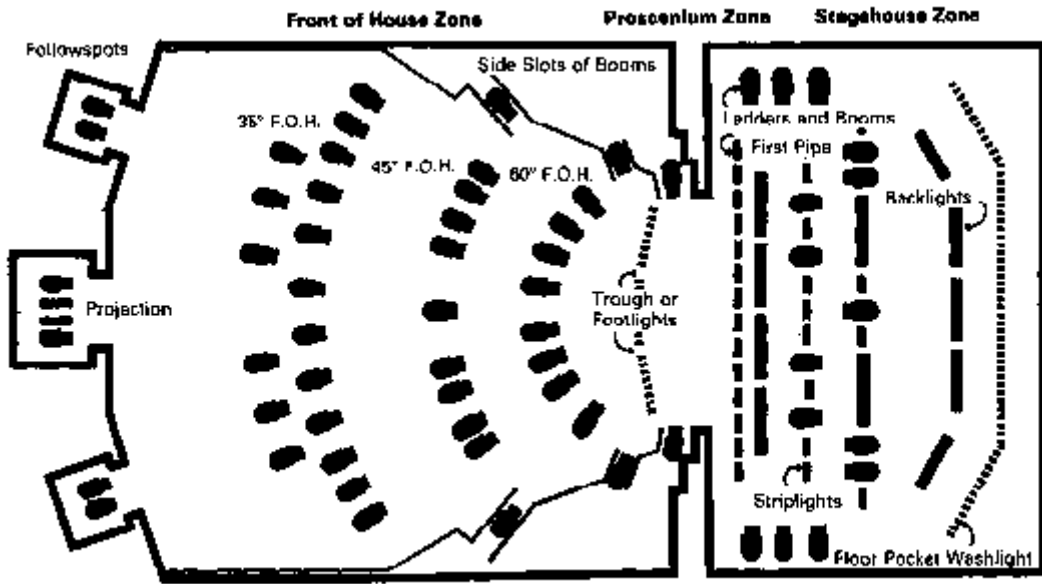 Front of House Zone
Proscenium Zone
Stagehouse Zone
Followspots
Side Slots of Booms
35° F.O.H.
45° F.O.H.
60° F.O.H.
Ladders and Booms
First Pipe
Backlights
Projection
Trough or
Footlights
Striplights
Floor Pocket Washlight